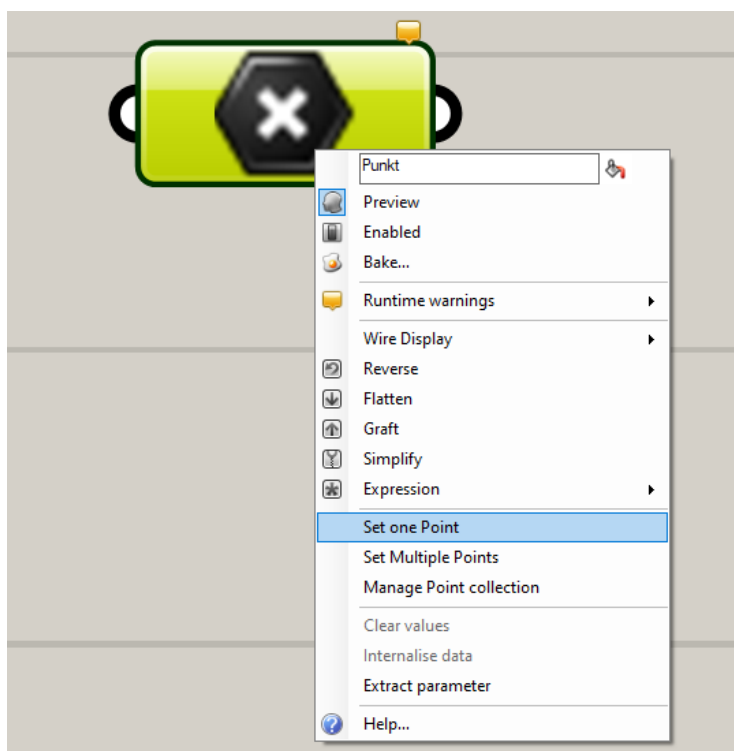 Punkt
Preview
Enabled
Bake...
Runtime warnings
Wire Display
Reverse
Flatten
Graft
Simplify
Expression
Set one Point
Set Multiple Points
Manage Point collection
Clear values
Internalise data
Extract parameter
Help...